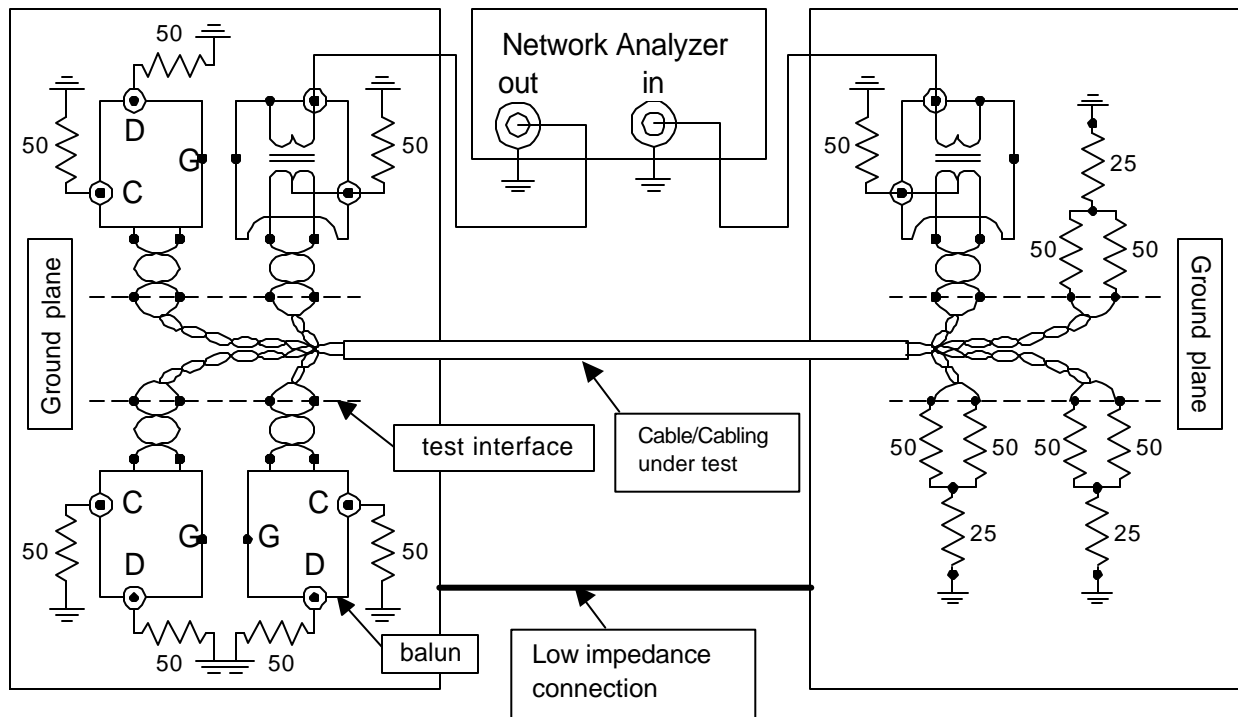 50
Network Analyzer
out
in
50
D
G
C
50
50
50
25
50
50
Ground plane
Ground plane
test interface
Cable/Cabling
under test
50
50
50
50
C
G
D
50
C
G
D
50
25
25
50
50
balun
Low impedance
connection